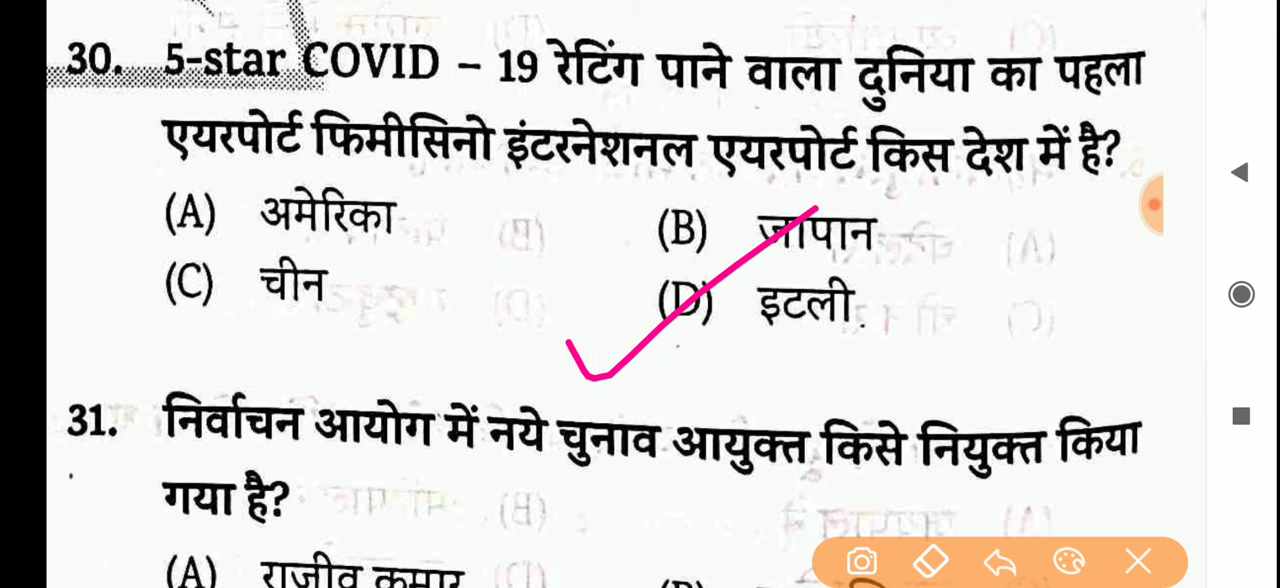 30. 5-star COVID – 19 रेटिंग पाने वाला दुनिया का पहला
एयरपोर्ट फिमीसिनो इंटरनेशनल एयरपोर्ट किस देश में है?
(A) अमेरिका (B) जापान
(C) चीन (D) इटली
31. निर्वाचन आयोग में नये चुनाव आयुक्त किसे नियुक्त किया
गया है?
(A) राजीव कुमार